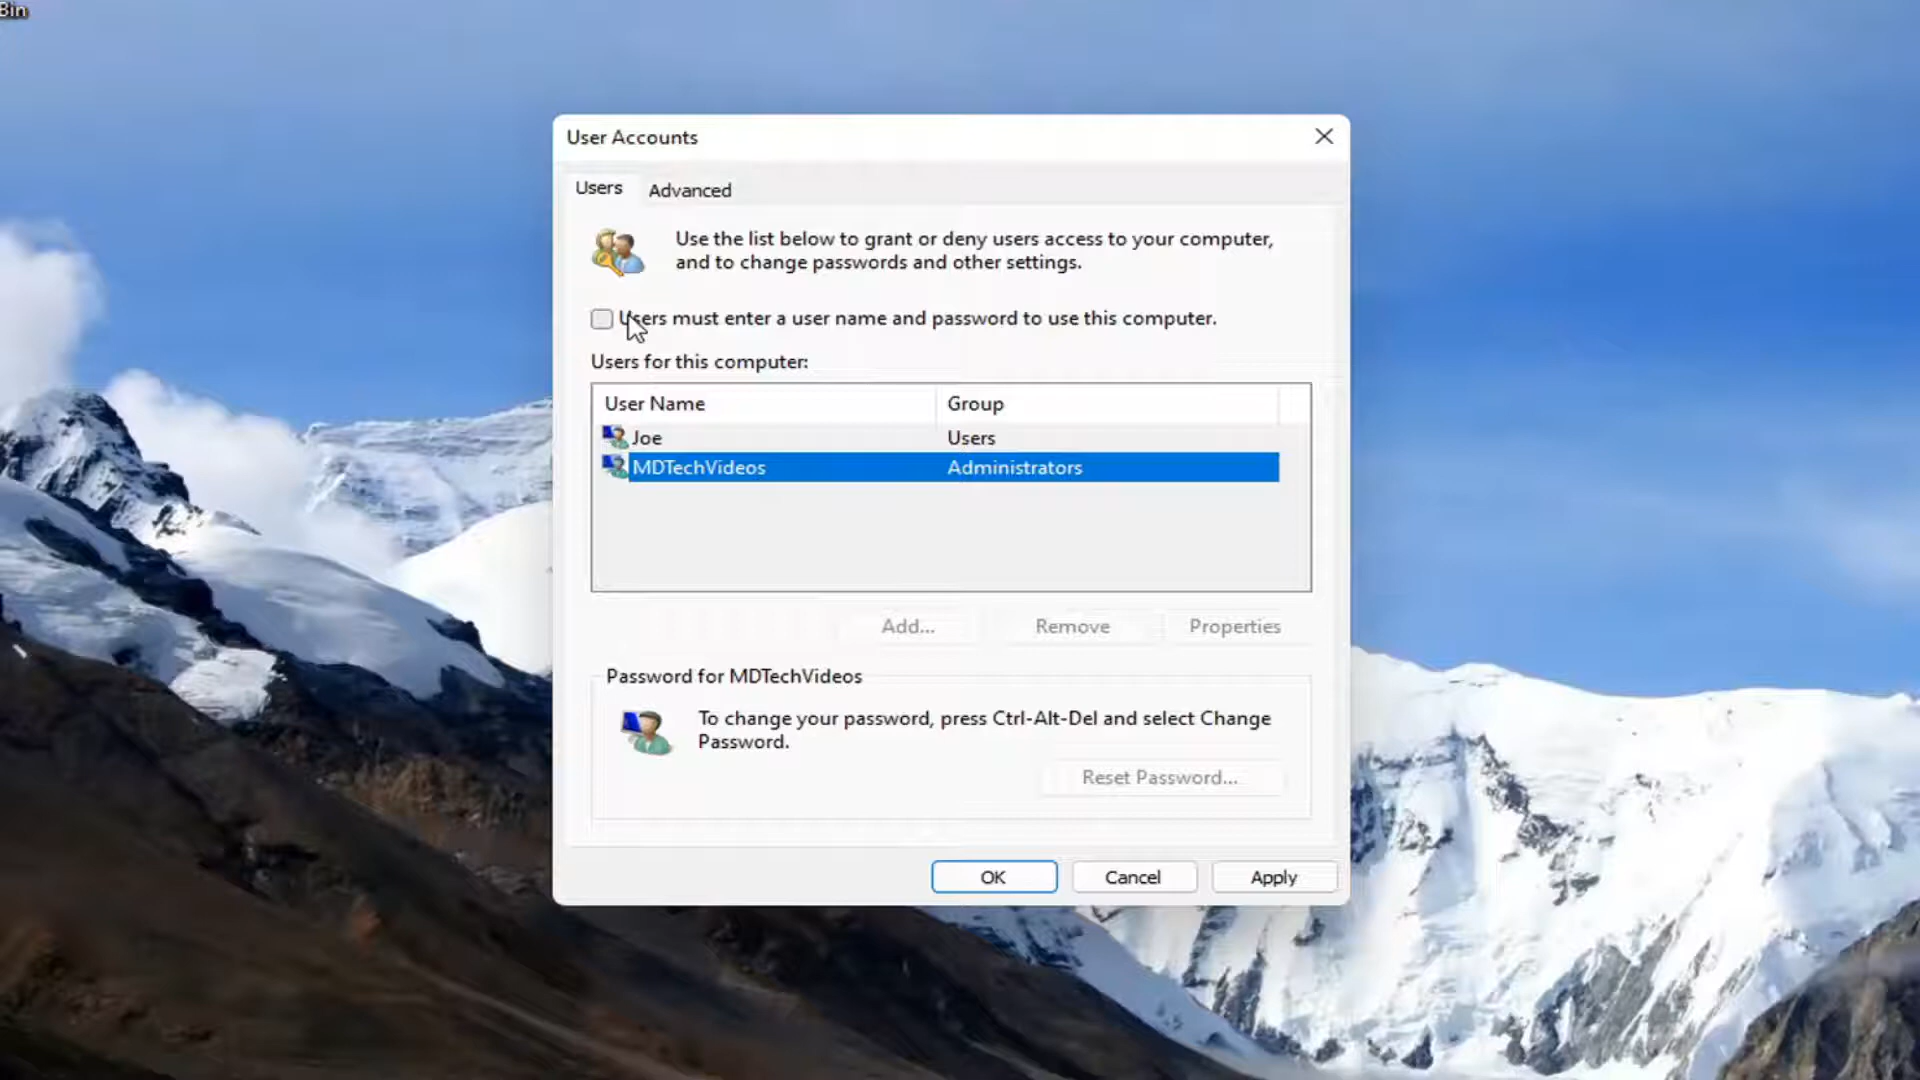 Bin
User Accounts
Users Advanced
Use the list below to grant or deny users access to your computer,
and to change passwords and other settings.
Users must enter a user name and password to use this computer.
Users for this computer:
User Name Group
Joe Users
MDTechVideos Administrators
Add... Remove Properties
Password for MDTechVideos
To change your password, press Ctrl-Alt-Del and select Change
Password.
Reset Password...
OK Cancel Apply